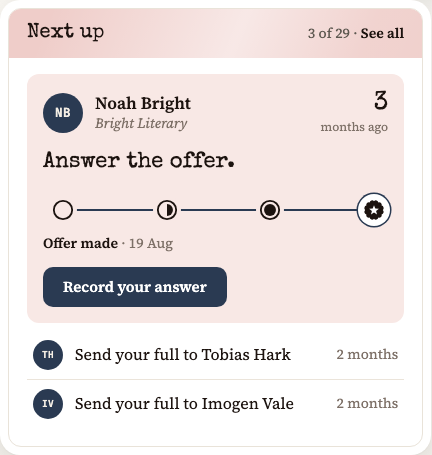 Next up
3 of 29 · See all
NB
Noah Bright
Bright Literary
3
months ago
Answer the offer.
Offer made · 19 Aug
Record your answer
TH
Send your full to Tobias Hark
2 months
IV
Send your full to Imogen Vale
2 months